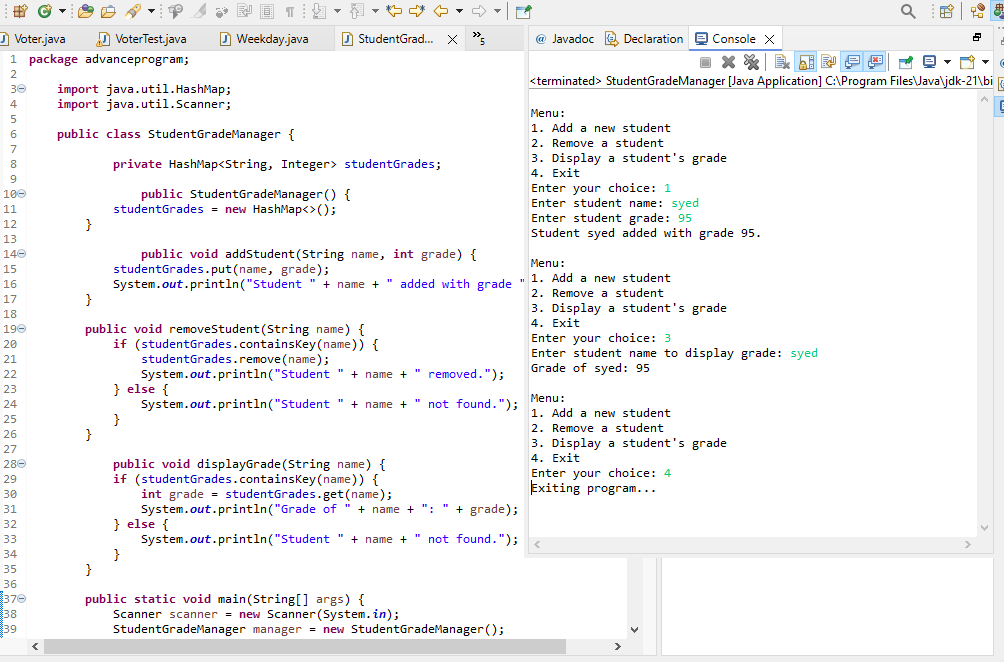 Voter.java
VoterTest.java
Weekday.java
StudentGrad...
5
1 package advanceprogram;
2
3 import java.util.HashMap;
4 import java.util.Scanner;
5
6 public class StudentGradeManager {
7
8 private HashMap<String, Integer> studentGrades;
9
10 public StudentGradeManager() {
11 studentGrades = new HashMap<>();
12 }
13
14 public void addStudent(String name, int grade) {
15 studentGrades.put(name, grade);
16 System.out.println("Student " + name + " added with grade "
17 }
18
19 public void removeStudent(String name) {
20 if (studentGrades.containsKey(name)) {
21 studentGrades.remove(name);
22 System.out.println("Student " + name + " removed.");
23 } else {
24 System.out.println("Student " + name + " not found.");
25 }
26 }
27
28 public void displayGrade(String name) {
29 if (studentGrades.containsKey(name)) {
30 int grade = studentGrades.get(name);
31 System.out.println("Grade of " + name + ": " + grade);
32 } else {
33 System.out.println("Student " + name + " not found.");
34 }
35 }
36
37 public static void main(String[] args) {
38 Scanner scanner = new Scanner(System.in);
39 StudentGradeManager manager = new StudentGradeManager();
@ Javadoc
Declaration
Console
<terminated> StudentGradeManager [Java Application] C:\Program Files\Java\jdk-21\bi
Menu:
1. Add a new student
2. Remove a student
3. Display a student's grade
4. Exit
Enter your choice: 1
Enter student name: syed
Enter student grade: 95
Student syed added with grade 95.
Menu:
1. Add a new student
2. Remove a student
3. Display a student's grade
4. Exit
Enter your choice: 3
Enter student name to display grade: syed
Grade of syed: 95
Menu:
1. Add a new student
2. Remove a student
3. Display a student's grade
4. Exit
Enter your choice: 4
Exiting program...